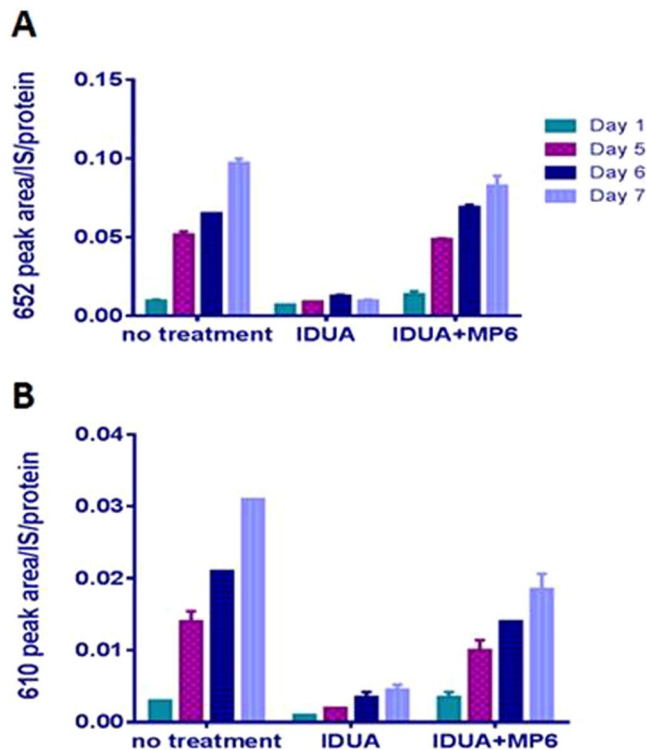 A
652 peak area/IS/protein
0.15
0.10
0.05
0.00
no treatment IDUA IDUA+MP6
Day 1
Day 5
Day 6
Day 7
B
610 peak area/IS/protein
0.04
0.03
0.02
0.01
0.00
no treatment IDUA IDUA+MP6